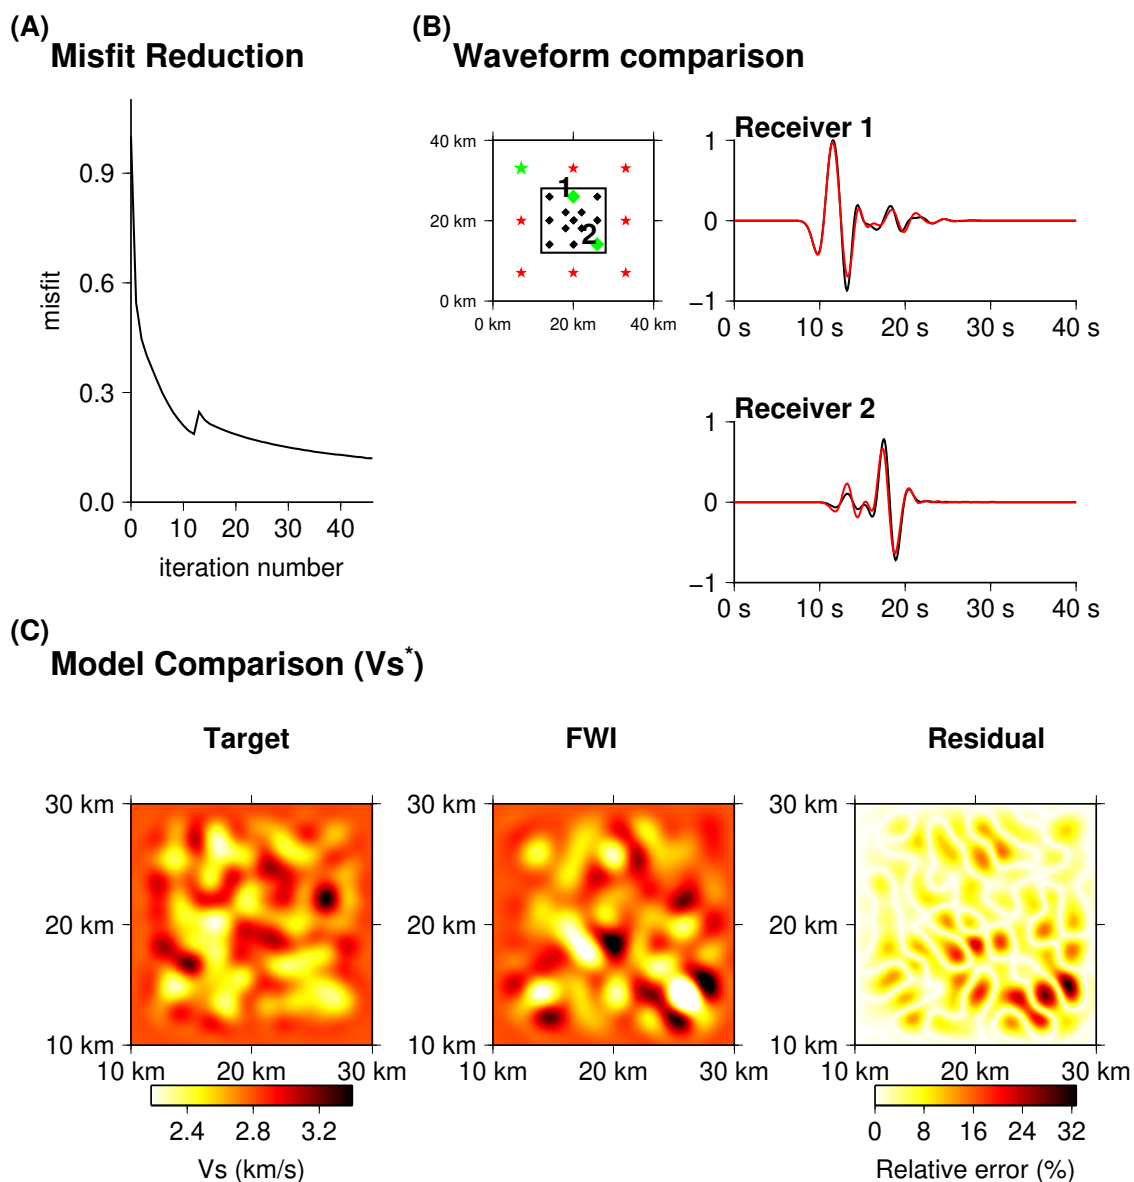 (A)
Misfit Reduction
0.9
0.6
0.3
0.0
misfit
0 10 20 30 40
iteration number
(B)
Waveform comparison
40 km
20 km
0 km
0 km 20 km 40 km
1
2
Receiver 1
1
0
−1
0 s 10 s 20 s 40 s
Receiver 2
1
0
−1
0 s 10 s 20 s 40 s
(C)
Model Comparison (Vs*)
Target
30 km
20 km
10 km
10 km 20 km 30 km
2.4 2.8 3.2
Vs (km/s)
FWI
30 km
20 km
10 km
10 km 20 km 30 km
Residual
30 km
20 km
10 km
10 km 20 km 30 km
0 8 16 24 32
Relative error (%)